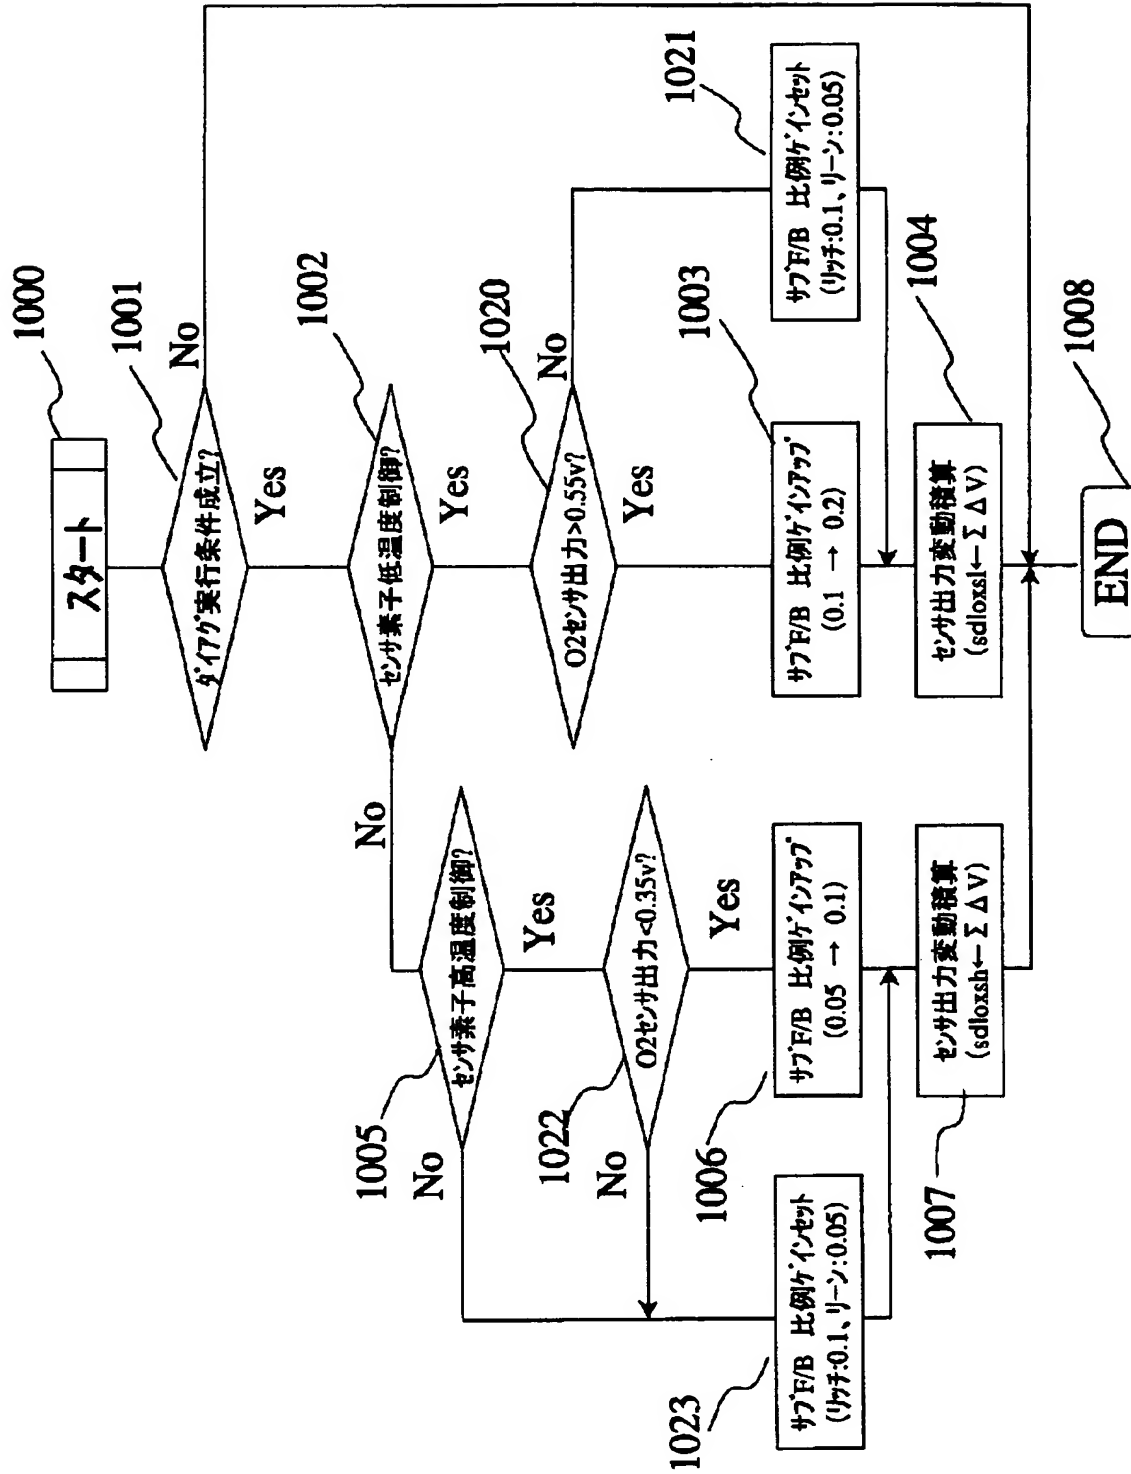 スタート
1000
ダイアグ実行条件成立?
1001
No
Yes
センサ素子低温度制御?
1002
No
Yes
センサ素子高温度制御?
1005
No
Yes
O2センサ出力>0.55v?
1020
No
Yes
O2センサ出力<0.35v?
1022
No
Yes
サブF/B 比例ゲインセット
(リッチ:0.1、リーン:0.05)
1021
サブF/B 比例ゲインアップ
(0.1 → 0.2)
1003
サブF/B 比例ゲインアップ
(0.05 → 0.1)
1006
サブF/B 比例ゲインセット
(リッチ:0.1、リーン:0.05)
1023
センサ出力変動積算
(sdloxsl←Σ ΔV)
1004
センサ出力変動積算
(sdloxsh←Σ ΔV)
1007
END
1008